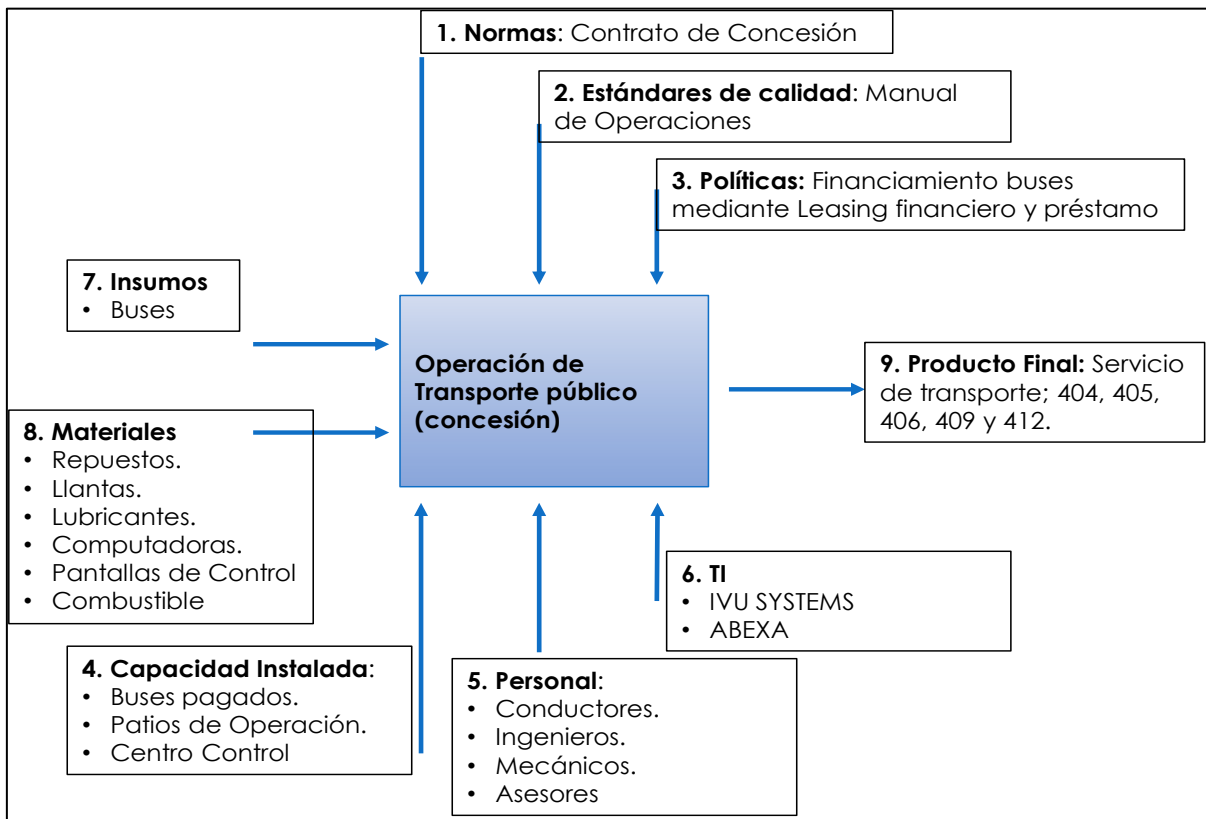 1. Normas: Contrato de Concesión
2. Estándares de calidad: Manual
de Operaciones
3. Políticas: Financiamiento buses
mediante Leasing financiero y préstamo
7. Insumos
• Buses
Operación de
Transporte público
(concesión)
9. Producto Final: Servicio
de transporte; 404, 405,
406, 409 y 412.
8. Materiales
• Repuestos.
• Llantas.
• Lubricantes.
• Computadoras.
• Pantallas de Control
• Combustible
6. TI
• IVU SYSTEMS
• ABEXA
4. Capacidad Instalada:
• Buses pagados.
• Patios de Operación.
• Centro Control
5. Personal:
• Conductores.
• Ingenieros.
• Mecánicos.
• Asesores